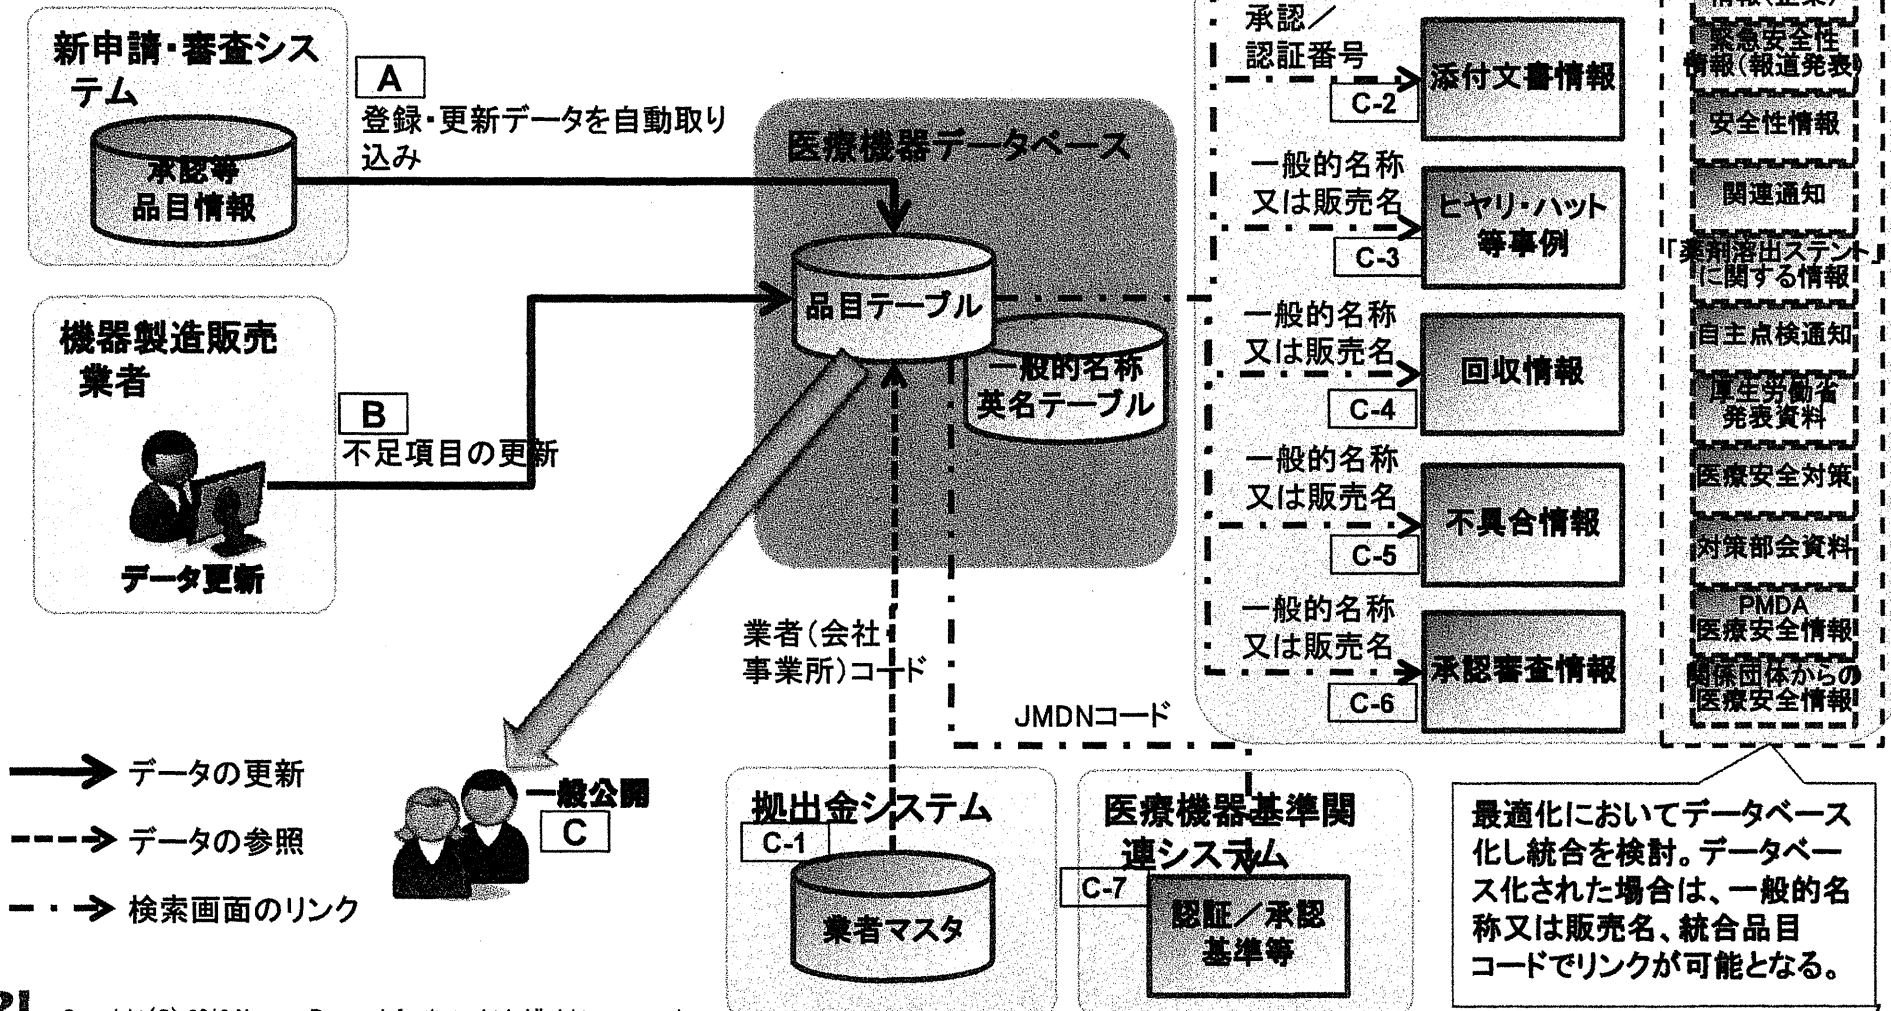 新申請・審査シス
テム
承認等
品目情報
A
登録・更新データを自動取り
込み
機器製造販売
業者
B
不足項目の更新
データ更新
医療機器データベース
品目テーブル
一般的名称
英名テーブル
業者(会社・
事業所)コード
JMDNコード
承認/
認証番号
C-2
添付文書情報
一般的名称
又は販売名
C-3
ヒヤリ・ハット
等事例
一般的名称
又は販売名
C-4
回収情報
一般的名称
又は販売名
C-5
不具合情報
一般的名称
又は販売名
C-6
承認審査情報
情報(企業)
緊急安全性
情報(報道発表)
安全性情報
関連通知
「薬剤溶出ステント」
に関する情報
自主点検通知
厚生労働省
発表資料
医療安全対策
対策部会資料
PMDA
医療安全情報
関係団体からの
医療安全情報
データの更新
データの参照
検索画面のリンク
一般公開
C
拠出金システム
C-1
業者マスタ
医療機器基準関
連システム
C-7
認証/承認
基準等
最適化においてデータベース
化し統合を検討。データベー
ス化された場合は、一般的名
称又は販売名、統合品目
コードでリンクが可能となる。